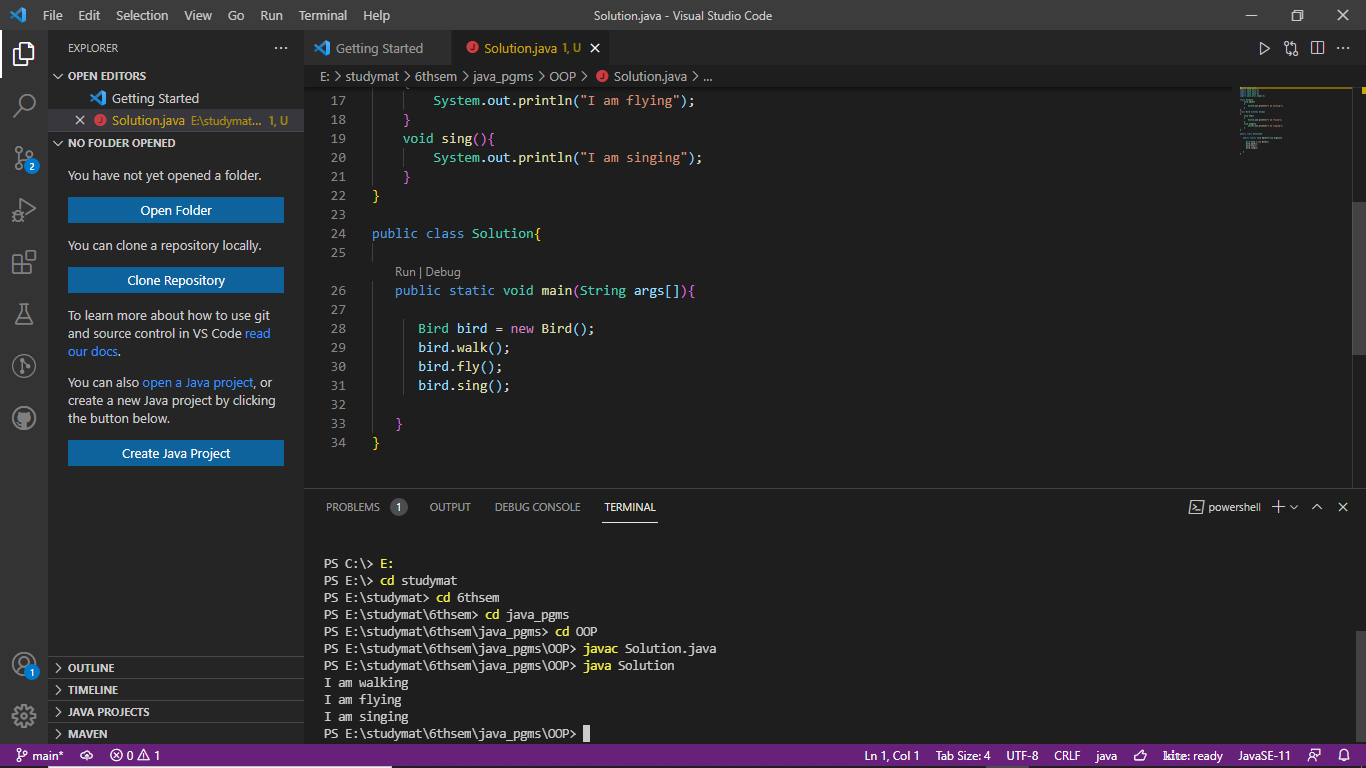 File Edit Selection View Go Run Terminal Help Solution.java - Visual Studio Code
EXPLORER
OPEN EDITORS
Getting Started
Solution.java E:\studymat... 1, U
NO FOLDER OPENED
You have not yet opened a folder.
Open Folder
You can clone a repository locally.
Clone Repository
To learn more about how to use git
and source control in VS Code read
our docs.
You can also open a Java project, or
create a new Java project by clicking
the button below.
Create Java Project
OUTLINE
TIMELINE
JAVA PROJECTS
MAVEN
2
1
Getting Started Solution.java 1, U
E: > studymat > 6thsem > java_pgms > OOP > Solution.java > ...
17 System.out.println("I am flying");
18 }
19 void sing(){
20 System.out.println("I am singing");
21 }
22 }
23
24 public class Solution{
25
Run | Debug
26 public static void main(String args[]){
27
28 Bird bird = new Bird();
29 bird.walk();
30 bird.fly();
31 bird.sing();
32
33 }
34 }
PROBLEMS 1 OUTPUT DEBUG CONSOLE TERMINAL powershell
PS C:\> E:
PS E:\> cd studymat
PS E:\studymat> cd 6thsem
PS E:\studymat\6thsem> cd java_pgms
PS E:\studymat\6thsem\java_pgms> cd OOP
PS E:\studymat\6thsem\java_pgms\OOP> javac Solution.java
PS E:\studymat\6thsem\java_pgms\OOP> java Solution
I am walking
I am flying
I am singing
PS E:\studymat\6thsem\java_pgms\OOP>
main* 0 1 Ln 1, Col 1 Tab Size: 4 UTF-8 CRLF java kite: ready JavaSE-11